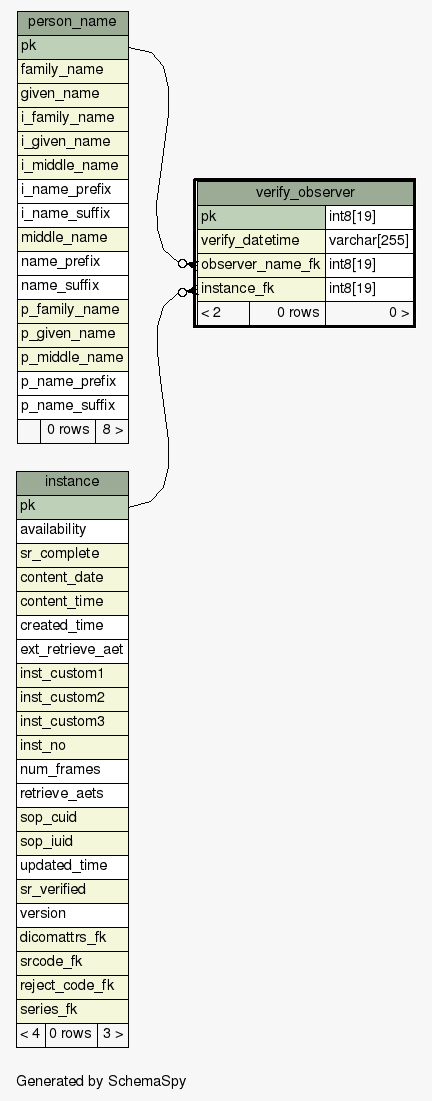 person_name
pk
family_name
given_name
i_family_name
i_given_name
i_middle_name
i_name_prefix
i_name_suffix
middle_name
name_prefix
name_suffix
p_family_name
p_given_name
p_middle_name
p_name_prefix
p_name_suffix
0 rows 8 >
verify_observer
pk int8[19]
verify_datetime varchar[255]
observer_name_fk int8[19]
instance_fk int8[19]
< 2 0 rows 0 >
instance
pk
availability
sr_complete
content_date
content_time
created_time
ext_retrieve_aet
inst_custom1
inst_custom2
inst_custom3
inst_no
num_frames
retrieve_aets
sop_cuid
sop_iuid
updated_time
sr_verified
version
dicomattrs_fk
srcode_fk
reject_code_fk
series_fk
< 4 0 rows 3 >
Generated by SchemaSpy